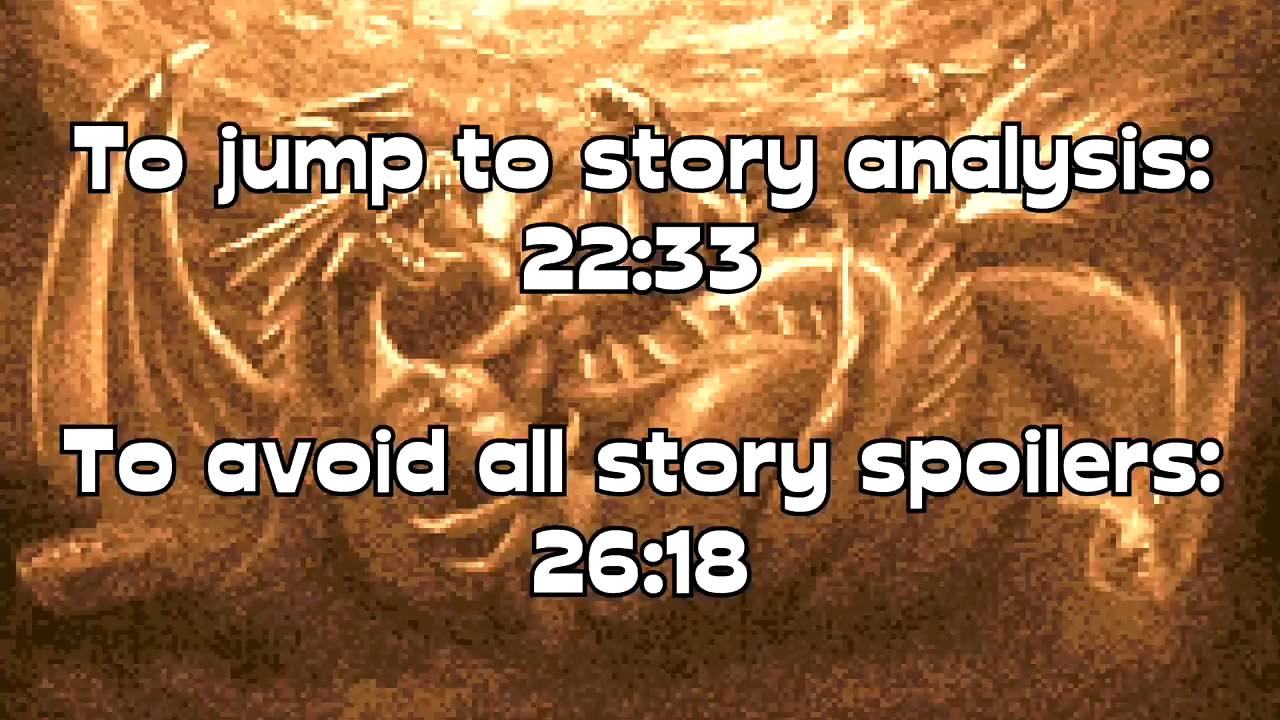 To jump to story analysis:
22:33
To avoid all story spoilers:
26:18